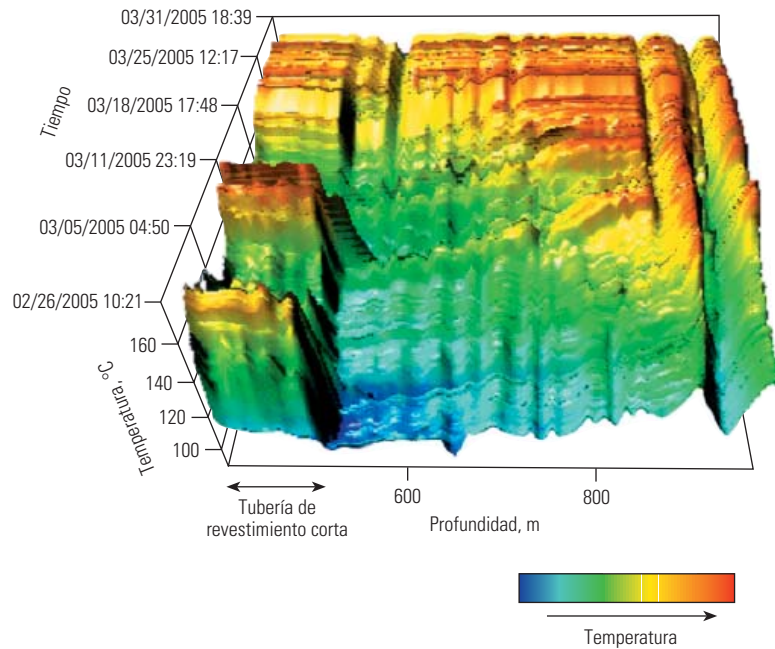 03/31/2005 18:39
03/25/2005 12:17
03/18/2005 17:48
03/11/2005 23:19
03/05/2005 04:50
02/26/2005 10:21
Tiempo
160
140
120
100
Temperatura, °C
600
800
Tubería de
revestimiento corta
Profundidad, m
Temperatura